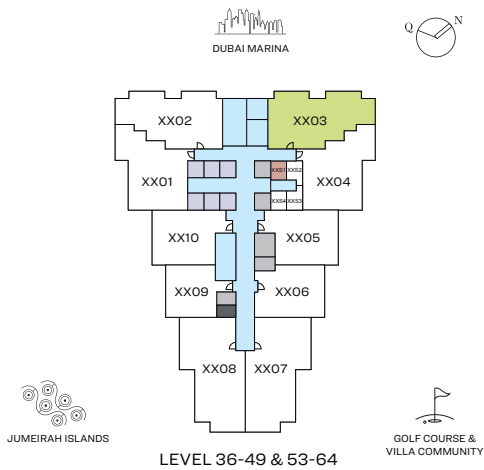 DUBAI MARINA
Q N
XX02 XX03
XXS1 XXS2
XX01 XX04
XXS4 XXS3
XX10 XX05
XX09 XX06
XX08 XX07
JUMEIRAH ISLANDS
GOLF COURSE &
VILLA COMMUNITY
LEVEL 36-49 & 53-64